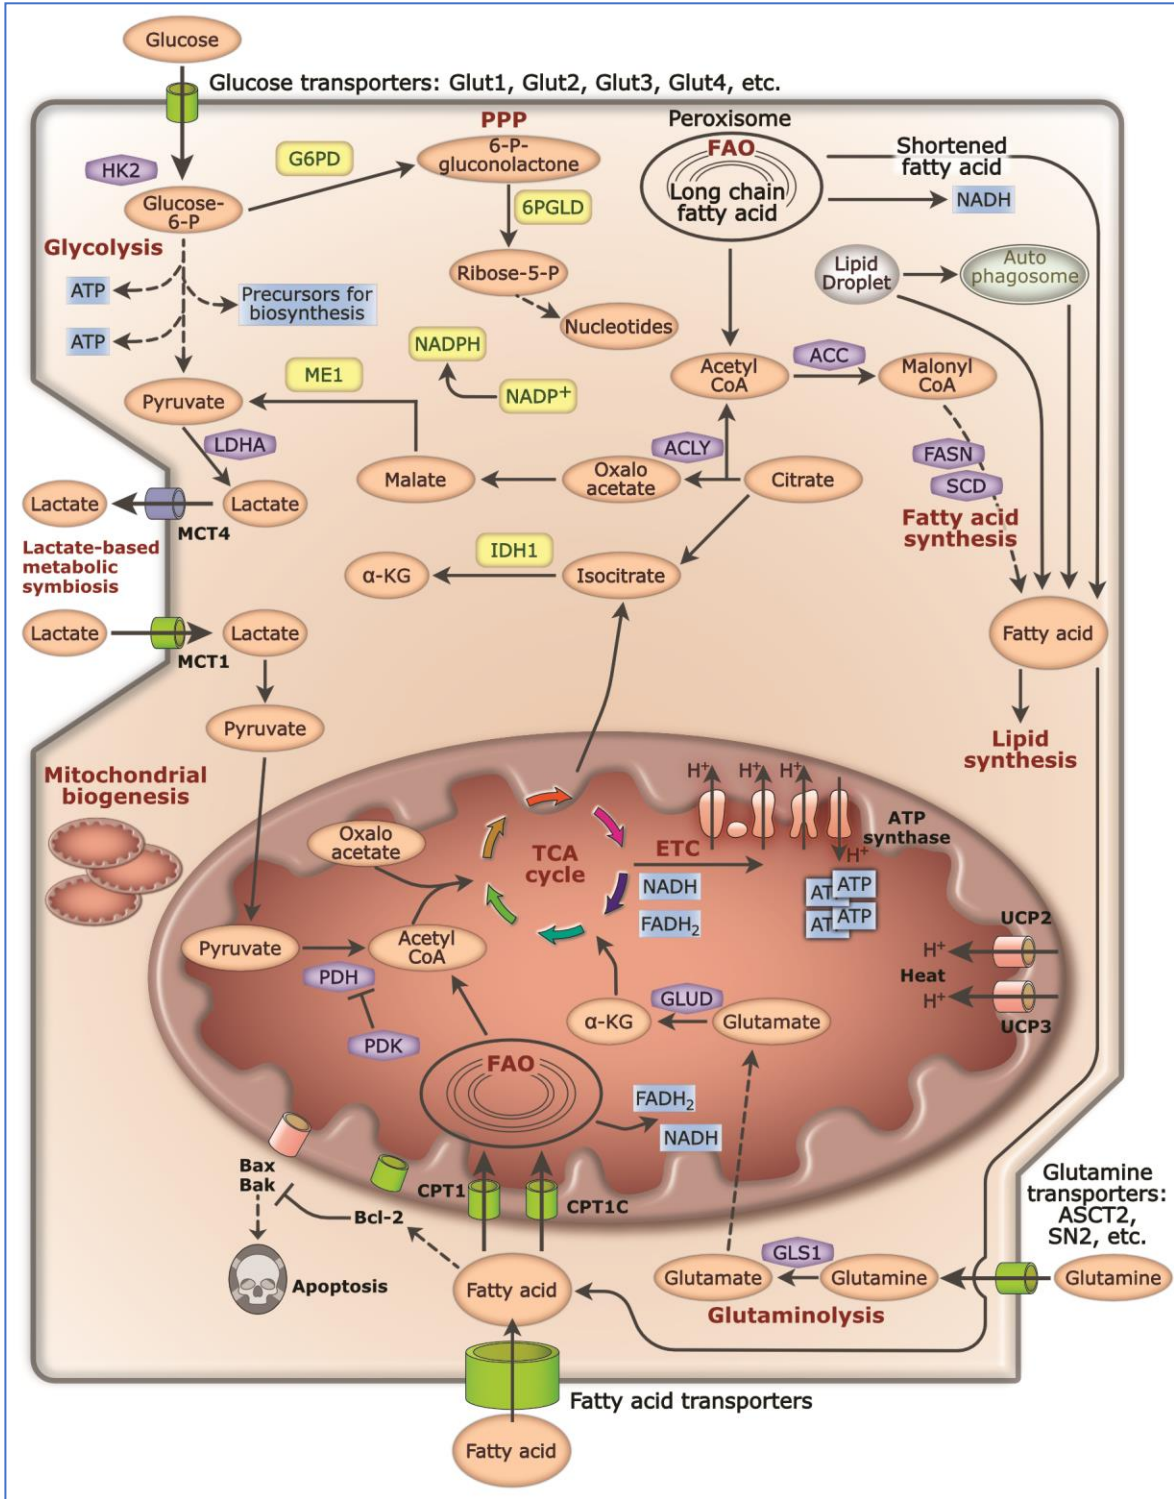 Glucose
Glucose transporters: Glut1, Glut2, Glut3, Glut4, etc.
HK2
Glucose-
6-P
G6PD
PPP
6-P-
gluconolactone
6PGLD
Ribose-5-P
Nucleotides
Peroxisome
FAO
Long chain
fatty acid
Shortened
fatty acid
NADH
Lipid
Droplet
Auto
phagosome
Glycolysis
ATP
Precursors for
biosynthesis
ATP
NADPH
NADP+
ME1
Pyruvate
LDHA
Acetyl
CoA
ACC
Malonyl
CoA
ACLY
FASN
SCD
Fatty acid
synthesis
Malate
Oxalo
acetate
Citrate
Lactate
MCT4
Lactate
Lactate-based
metabolic
symbiosis
IDH1
α-KG
Isocitrate
Lactate
MCT1
Lactate
Fatty acid
Pyruvate
Lipid
synthesis
Mitochondrial
biogenesis
Oxalo
acetate
TCA
cycle
ETC
NADH
FADH2
H+
H+
H+
ATP
synthase
H+
ATP
ATP
AT
AT
Pyruvate
Acetyl
CoA
PDH
PDK
UCP2
H+
Heat
H+
UCP3
α-KG
GLUD
Glutamate
FAO
FADH2
NADH
Bax
Bak
CPT1
CPT1C
Bcl-2
Apoptosis
Fatty acid
Glutamine
transporters:
ASCT2,
SN2, etc.
Glutamate
GLS1
Glutamine
Glutamine
Glutaminolysis
Fatty acid transporters
Fatty acid